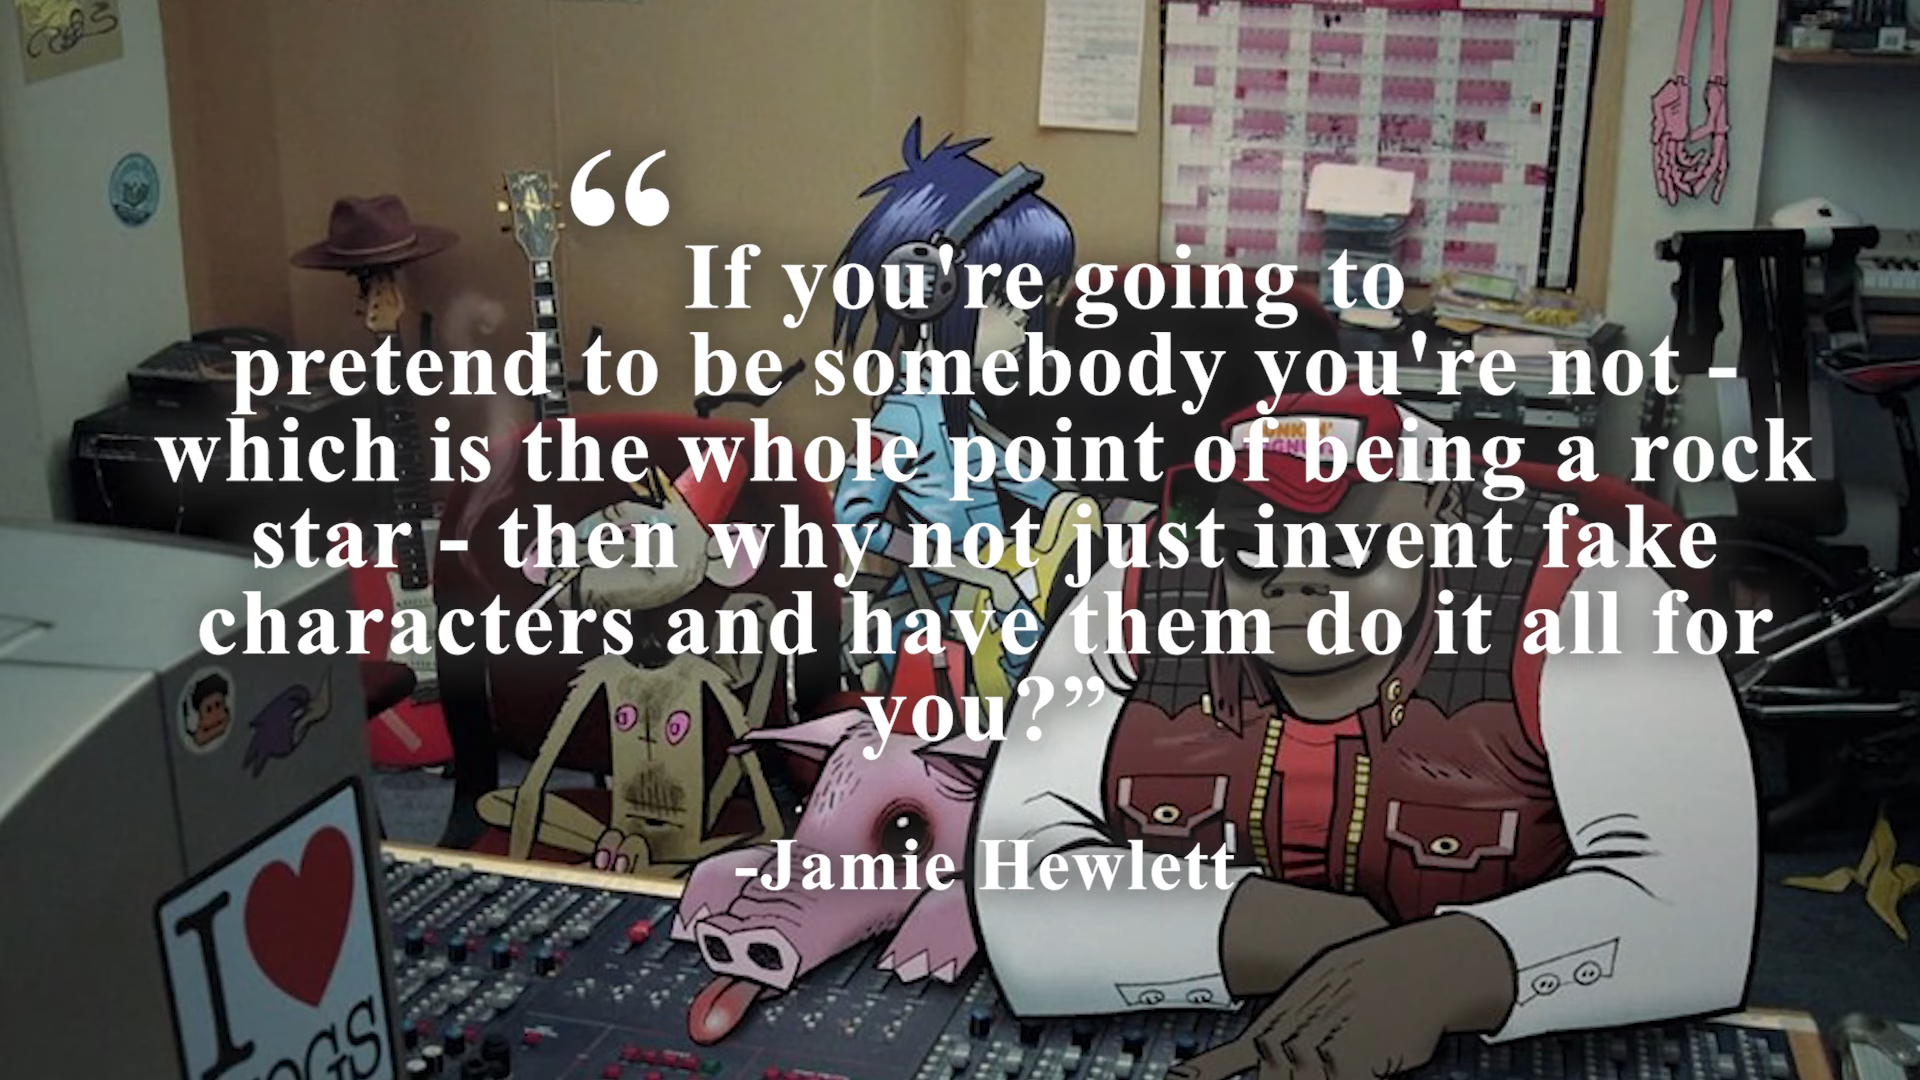 “ If you're going to
pretend to be somebody you're not -
which is the whole point of being a rock
star - then why not just invent fake
characters and have them do it all for
you?”
-Jamie Hewlett
I